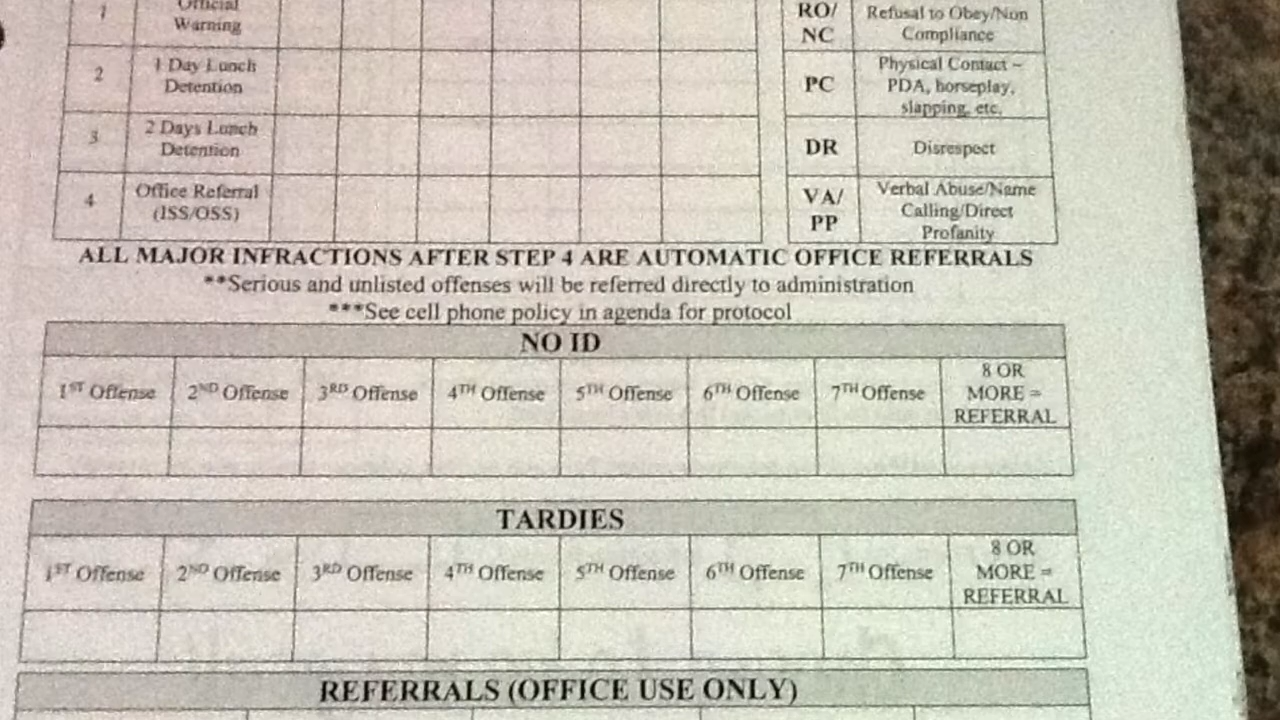 1 Official Warning
RO/ NC Refusal to Obey/Non Compliance
2 1 Day Lunch Detention
PC Physical Contact – PDA, horseplay, slapping, etc.
3 2 Days Lunch Detention
DR Disrespect
4 Office Referral (ISS/OSS)
VA/ PP Verbal Abuse/Name Calling/Direct Profanity
ALL MAJOR INFRACTIONS AFTER STEP 4 ARE AUTOMATIC OFFICE REFERRALS
**Serious and unlisted offenses will be referred directly to administration
***See cell phone policy in agenda for protocol
NO ID
1ST Offense 2ND Offense 3RD Offense 4TH Offense 5TH Offense 6TH Offense 7TH Offense 8 OR MORE = REFERRAL
TARDIES
1ST Offense 2ND Offense 3RD Offense 4TH Offense 5TH Offense 6TH Offense 7TH Offense 8 OR MORE = REFERRAL
REFERRALS (OFFICE USE ONLY)